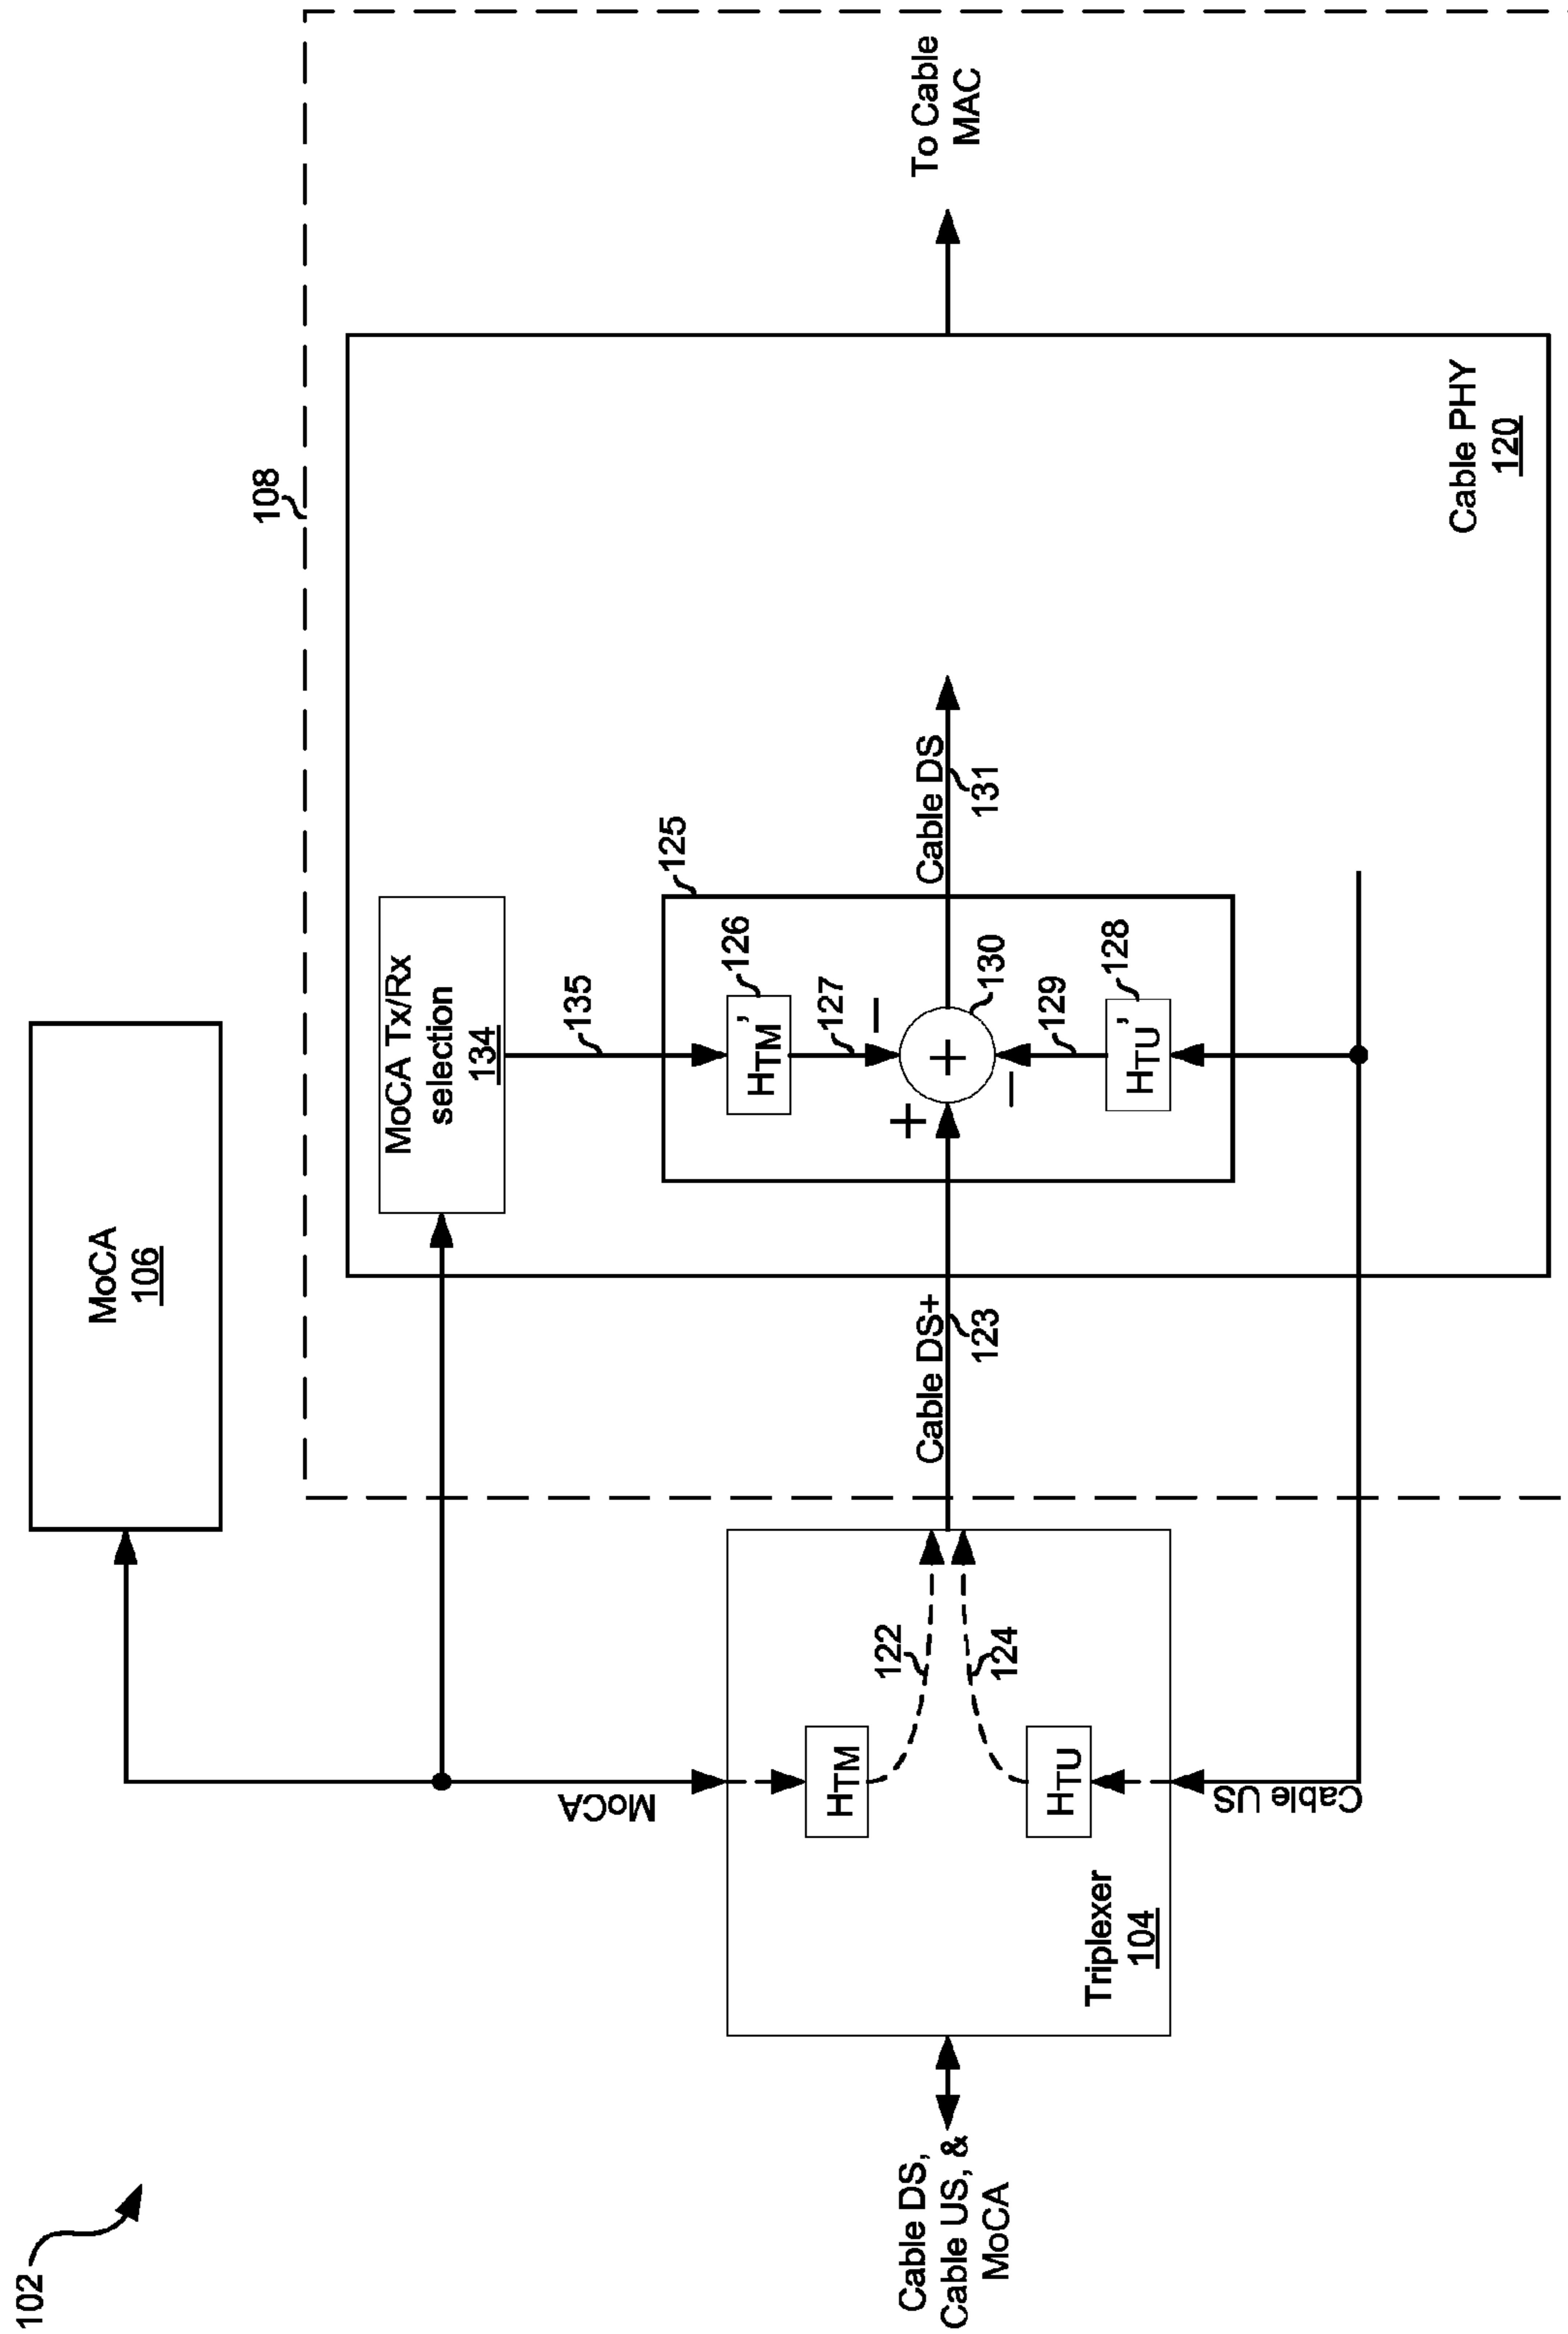 102
MoCA
106
108
MoCA Tx/Rx
selection
134
135
125
HTM'
126
127
−
+
+
130
−
129
HTU'
128
Cable DS
131
To Cable
MAC
Cable PHY
120
Cable DS+
123
MoCA
HTM
122
124
HTU
Cable US
Triplexer
104
Cable DS,
Cable US, &
MoCA